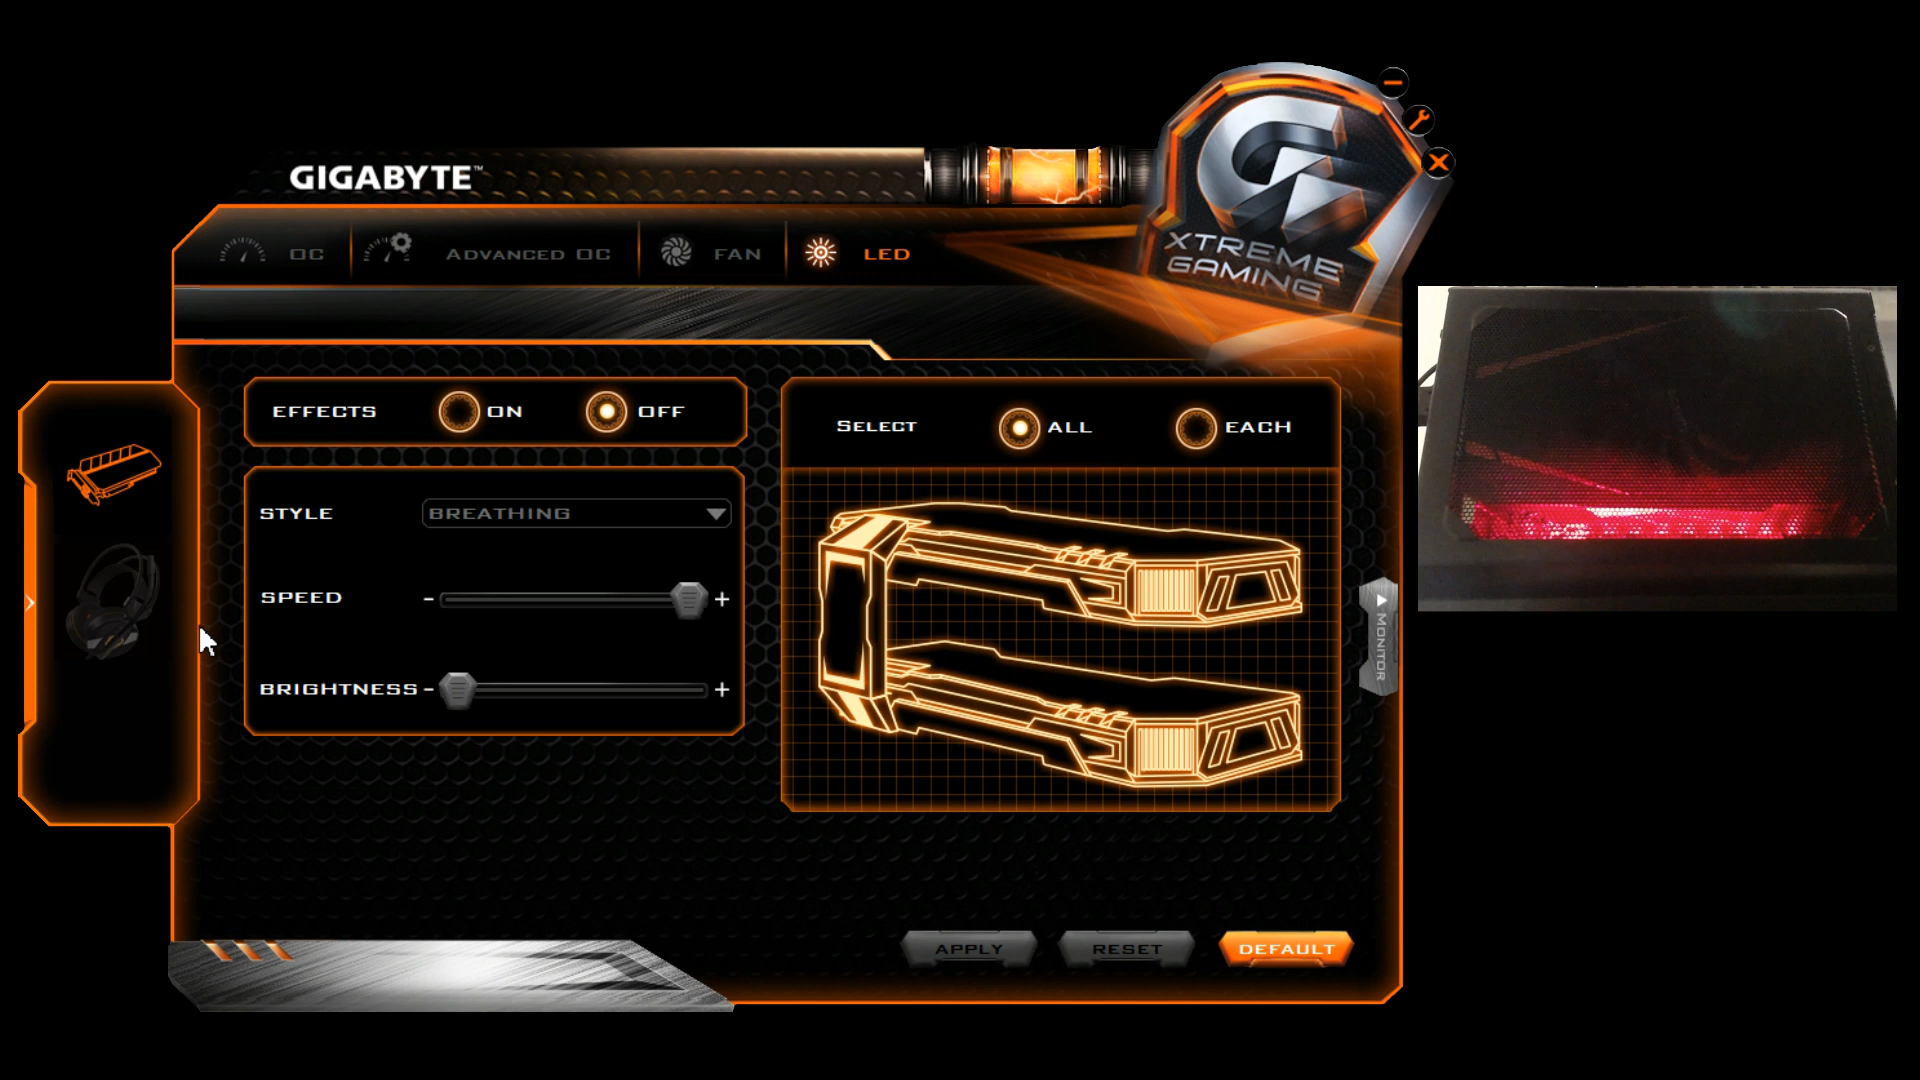 GIGABYTE™
XTREME
GAMING
OC
ADVANCED OC
FAN
LED
EFFECTS ON OFF
SELECT ALL EACH
STYLE BREATHING
SPEED - +
BRIGHTNESS - +
MONITOR
APPLY RESET DEFAULT